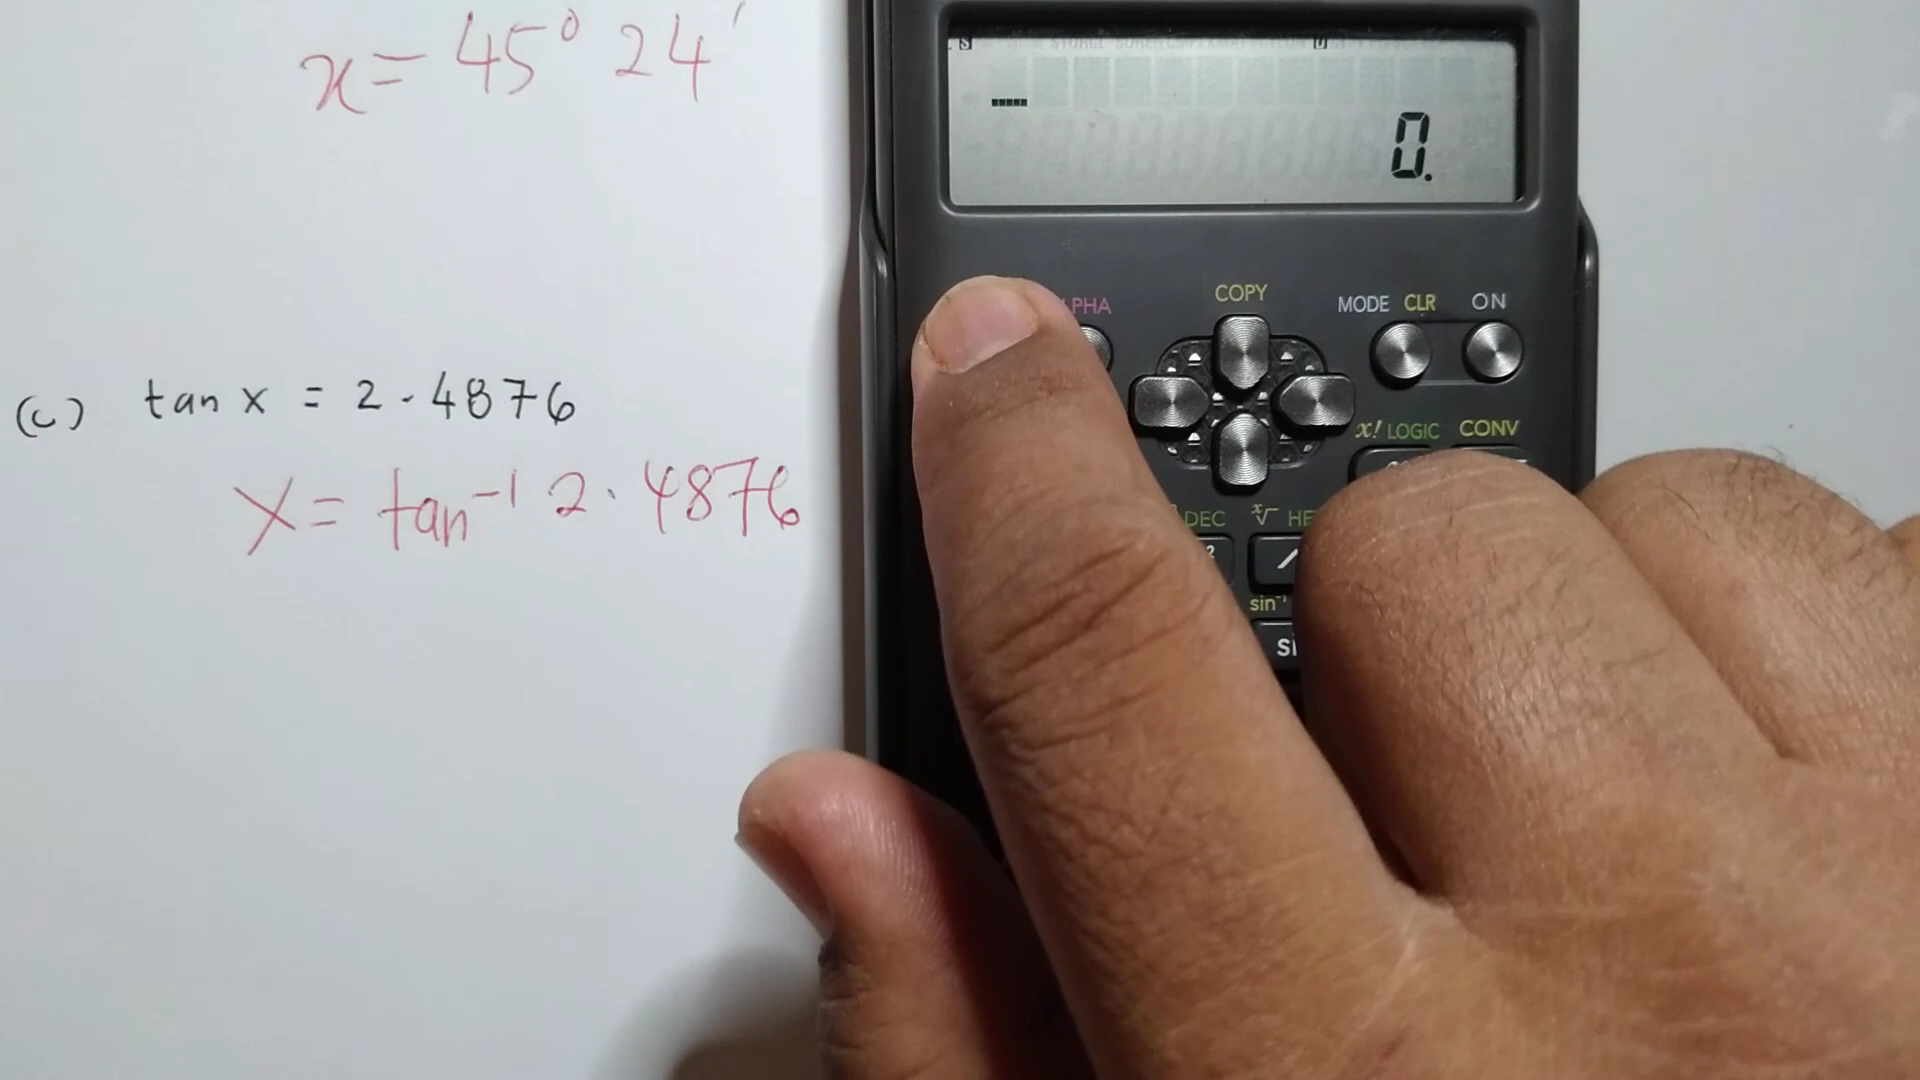 x = 45° 24'
S D
0.
COPY
MODE CLR ON
(c) tan x = 2.4876
x! LOGIC CONV
x = tan⁻¹ 2.4876
DEC
sin⁻¹